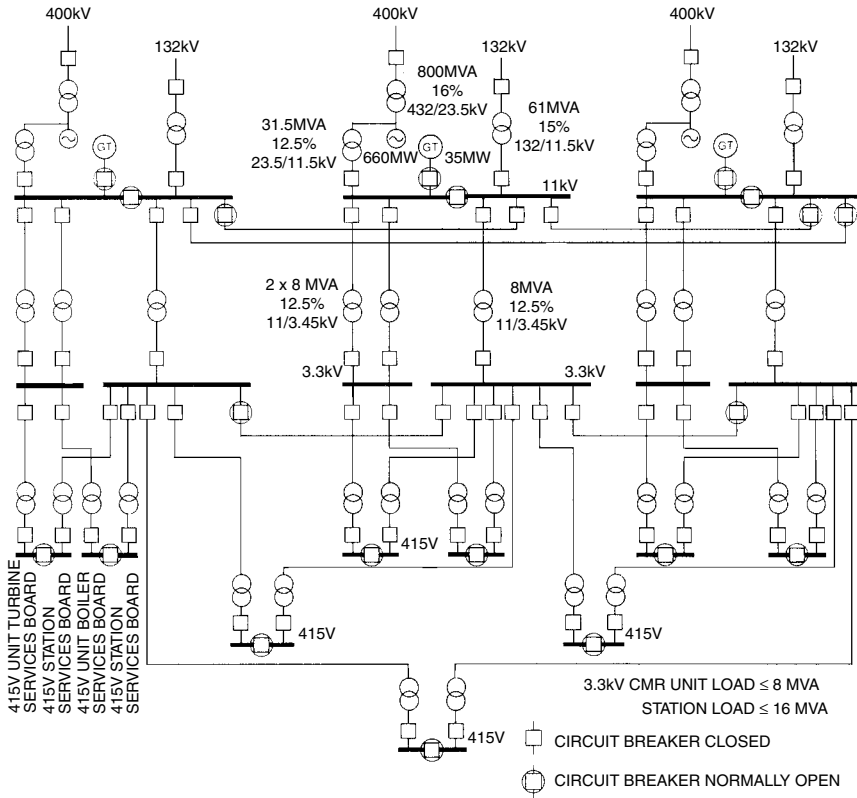 400kV
400kV
400kV
132kV
132kV
132kV
800MVA
16%
432/23.5kV
61MVA
15%
132/11.5kV
31.5MVA
12.5%
23.5/11.5kV
GT
660MW
GT
35MW
GT
11kV
2 x 8 MVA
12.5%
11/3.45kV
8MVA
12.5%
11/3.45kV
3.3kV
3.3kV
415V
415V UNIT TURBINE
SERVICES BOARD
415V STATION
SERVICES BOARD
415V UNIT BOILER
SERVICES BOARD
415V STATION
SERVICES BOARD
415V
415V
3.3kV CMR UNIT LOAD ≤ 8 MVA
STATION LOAD ≤ 16 MVA
415V
CIRCUIT BREAKER CLOSED
CIRCUIT BREAKER NORMALLY OPEN